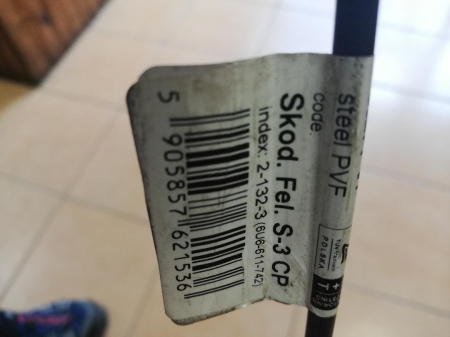 steel PVF
code:
Skod. Fel. S-3 CP
index: 2-132-3 (6U6-611-742)
5 905857 621536
POLSKA